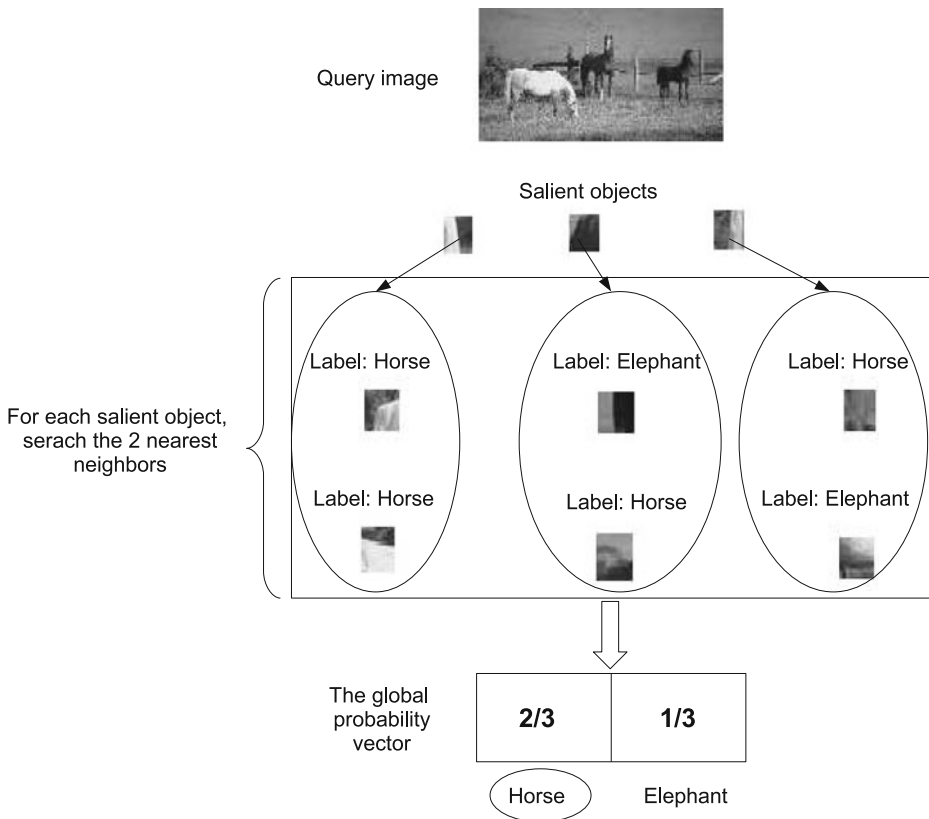 Query image
Salient objects
Label: Horse
Label: Elephant
Label: Horse
For each salient object,
serach the 2 nearest
neighbors
Label: Horse
Label: Horse
Label: Elephant
The global
probability
vector
2/3
1/3
Horse
Elephant